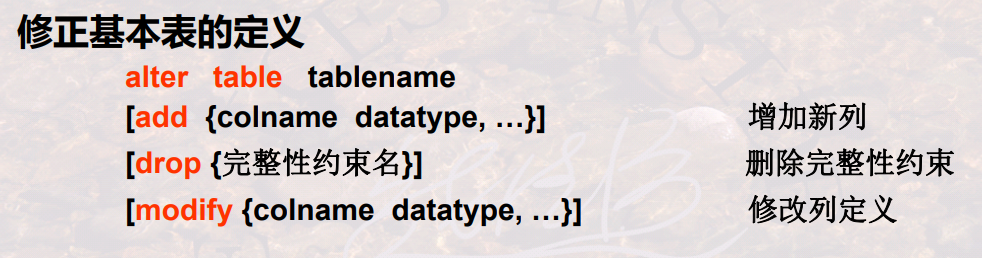 修正基本表的定义
alter table tablename
[add {colname datatype, …}] 增加新列
[drop {完整性约束名}] 删除完整性约束
[modify {colname datatype, …}] 修改列定义